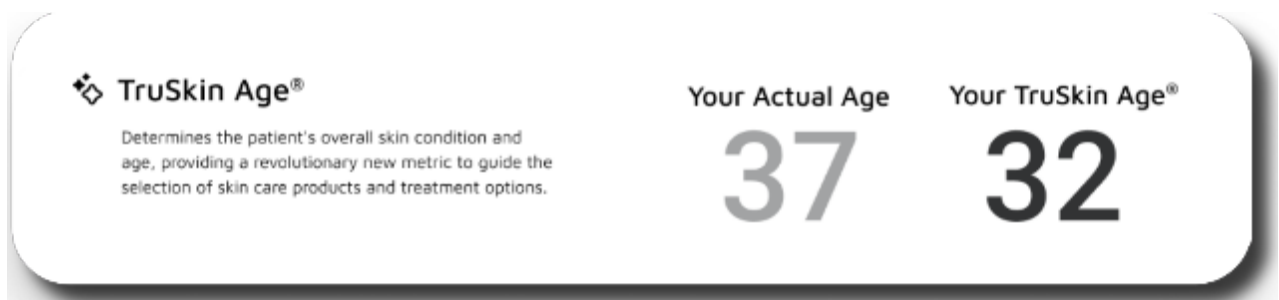 TruSkin Age®
Determines the patient's overall skin condition and
age, providing a revolutionary new metric to guide the
selection of skin care products and treatment options.
Your Actual Age
37
Your TruSkin Age®
32